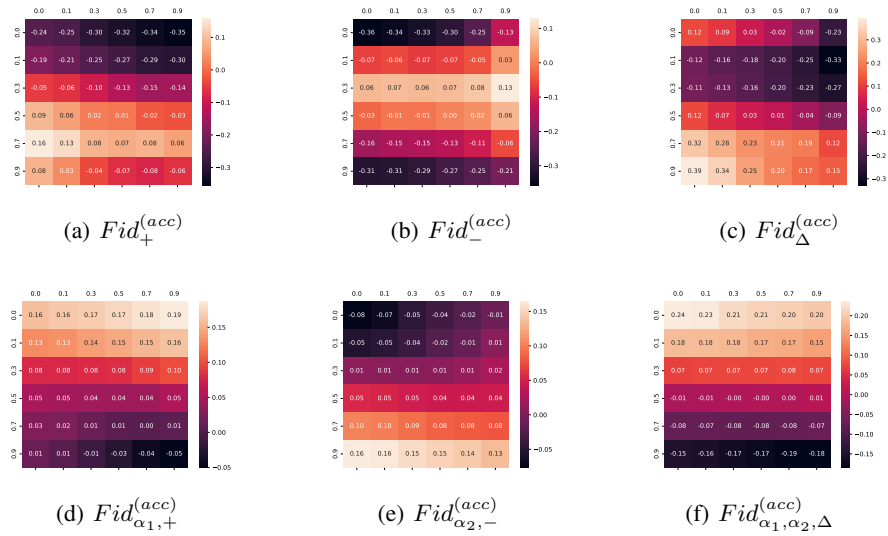 0.0 0.1 0.3 0.5 0.7 0.9
0.0 -0.24 -0.25 -0.30 -0.32 -0.34 -0.35
0.1 -0.19 -0.21 -0.25 -0.27 -0.29 -0.30
0.3 -0.05 -0.06 -0.10 -0.13 -0.15 -0.14
0.5 0.09 0.06 0.02 0.01 -0.02 -0.03
0.7 0.16 0.13 0.08 0.07 0.08 0.06
0.9 0.08 0.03 -0.04 -0.07 -0.08 -0.06
0.1
0.0
−0.1
−0.2
−0.3
(a) Fid₊^(acc)
0.0 0.1 0.3 0.5 0.7 0.9
0.0 -0.36 -0.34 -0.33 -0.30 -0.25 -0.13
0.1 -0.07 -0.06 -0.07 -0.07 -0.05 0.03
0.3 0.06 0.07 0.06 0.07 0.08 0.13
0.5 -0.03 -0.01 -0.01 0.00 0.02 0.06
0.7 -0.16 -0.15 -0.15 -0.13 -0.11 -0.06
0.9 -0.31 -0.31 -0.29 -0.27 -0.25 -0.21
0.1
0.0
−0.1
−0.2
−0.3
(b) Fid₋^(acc)
0.0 0.1 0.3 0.5 0.7 0.9
0.0 0.12 0.09 0.03 -0.02 -0.09 -0.23
0.1 -0.12 -0.16 -0.18 -0.20 -0.25 -0.33
0.3 -0.11 -0.13 -0.16 -0.20 -0.23 -0.27
0.5 0.12 0.07 0.03 0.01 -0.04 -0.09
0.7 0.32 0.28 0.23 0.21 0.19 0.12
0.9 0.39 0.34 0.25 0.20 0.17 0.15
0.3
0.2
0.1
0.0
−0.1
−0.2
−0.3
(c) Fid_Δ^(acc)
0.0 0.1 0.3 0.5 0.7 0.9
0.0 0.16 0.16 0.17 0.17 0.18 0.19
0.1 0.13 0.13 0.14 0.15 0.15 0.16
0.3 0.08 0.08 0.08 0.08 0.09 0.10
0.5 0.05 0.04 0.04 0.04 0.04 0.05
0.7 0.03 0.02 0.01 0.01 0.00 0.01
0.9 0.01 0.01 -0.01 -0.03 -0.04 -0.05
0.15
0.10
0.05
0.00
−0.05
(d) Fid_α₁,₊^(acc)
0.0 0.1 0.3 0.5 0.7 0.9
0.0 -0.08 -0.07 -0.05 -0.04 -0.02 -0.01
0.1 -0.05 -0.05 -0.04 -0.02 -0.01 0.01
0.3 0.01 0.01 0.01 0.01 0.02 0.02
0.5 0.05 0.05 0.05 0.04 0.04 0.04
0.7 0.10 0.10 0.09 0.08 0.08 0.08
0.9 0.16 0.16 0.15 0.15 0.14 0.13
0.15
0.10
0.05
0.00
−0.05
(e) Fid_α₂,₋^(acc)
0.0 0.1 0.3 0.5 0.7 0.9
0.0 0.24 0.23 0.21 0.21 0.20 0.20
0.1 0.18 0.18 0.18 0.17 0.17 0.15
0.3 0.07 0.07 0.07 0.07 0.08 0.07
0.5 -0.01 -0.01 -0.00 -0.00 0.00 0.01
0.7 -0.08 -0.07 -0.08 -0.08 -0.08 -0.07
0.9 -0.15 -0.16 -0.17 -0.19 -0.19 -0.18
0.20
0.15
0.10
0.05
0.00
−0.05
−0.10
−0.15
(f) Fid_α₁,α₂,Δ^(acc)